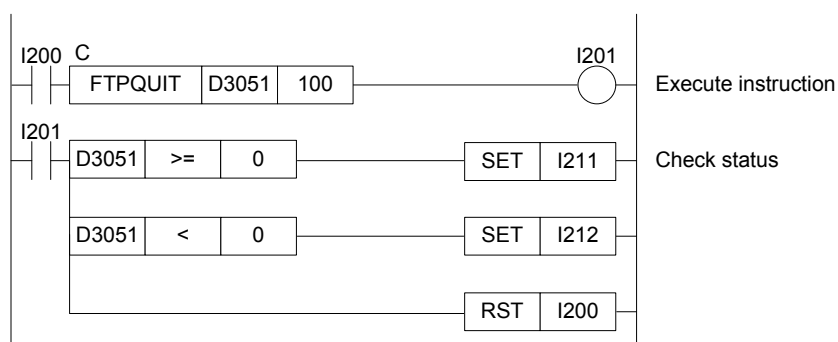 I200 C I201
FTPQUIT D3051 100 Execute instruction
I201
D3051 >= 0 SET I211 Check status
D3051 < 0 SET I212
RST I200